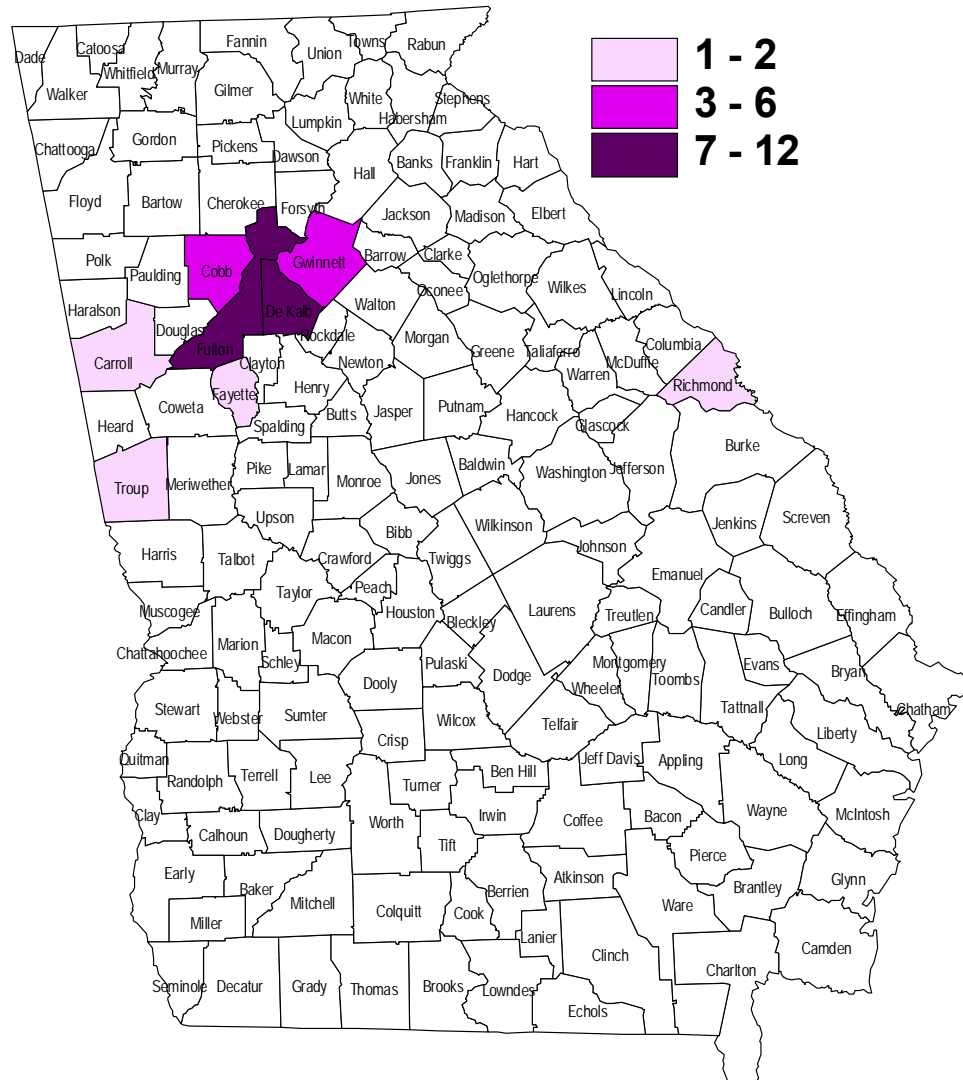 Dade
Catoosa
Whitfield
Murray
Fannin
Union
Towns
Rabun
1 - 2
3 - 6
7 - 12
Walker
Gilmer
White
Lumpkin
Habersham
Stephens
Chattooga
Gordon
Pickens
Dawson
Hall
Banks
Franklin
Hart
Floyd
Bartow
Cherokee
Forsyth
Jackson
Madison
Elbert
Polk
Paulding
Cobb
Gwinnett
Barrow
Clarke
Oconee
Oglethorpe
Wilkes
Lincoln
Haralson
Douglas
De Kalb
Walton
Rockdale
Morgan
Greene
Taliaferro
McDuffie
Columbia
Carroll
Fulton
Clayton
Newton
Warren
Richmond
Fayette
Henry
Coweta
Heard
Spalding
Butts
Jasper
Putnam
Hancock
Glascock
Burke
Troup
Meriwether
Pike
Lamar
Monroe
Jones
Baldwin
Washington
Jefferson
Upson
Bibb
Wilkinson
Jenkins
Screven
Harris
Talbot
Crawford
Twiggs
Johnson
Emanuel
Taylor
Peach
Houston
Bleckley
Laurens
Treutlen
Candler
Bulloch
Effingham
Muscogee
Chattahoochee
Marion
Schley
Macon
Pulaski
Dodge
Wheeler
Montgomery
Toombs
Evans
Bryan
Dooly
Stewart
Webster
Sumter
Wilcox
Telfair
Tattnall
Chatham
Liberty
Quitman
Crisp
Randolph
Terrell
Lee
Turner
Ben Hill
Jeff Davis
Appling
Long
Clay
Calhoun
Dougherty
Worth
Irwin
Coffee
Bacon
Wayne
McIntosh
Tift
Pierce
Early
Baker
Mitchell
Berrien
Atkinson
Brantley
Glynn
Miller
Colquitt
Cook
Ware
Lanier
Clinch
Camden
Charlton
Seminole
Decatur
Grady
Thomas
Brooks
Lowndes
Echols